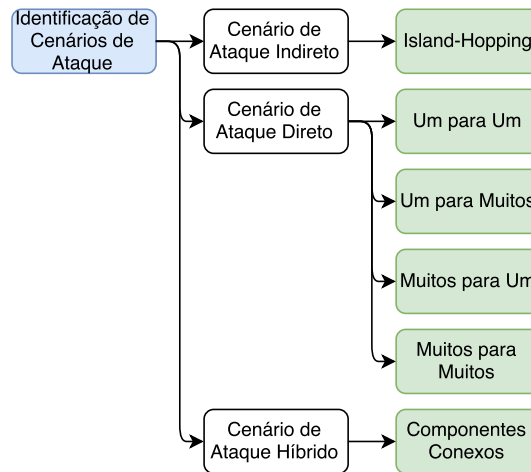 Identificação de
Cenários de
Ataque
Cenário de
Ataque Indireto
Island-Hopping
Cenário de
Ataque Direto
Um para Um
Um para Muitos
Muitos para Um
Muitos para
Muitos
Cenário de
Ataque Híbrido
Componentes
Conexos